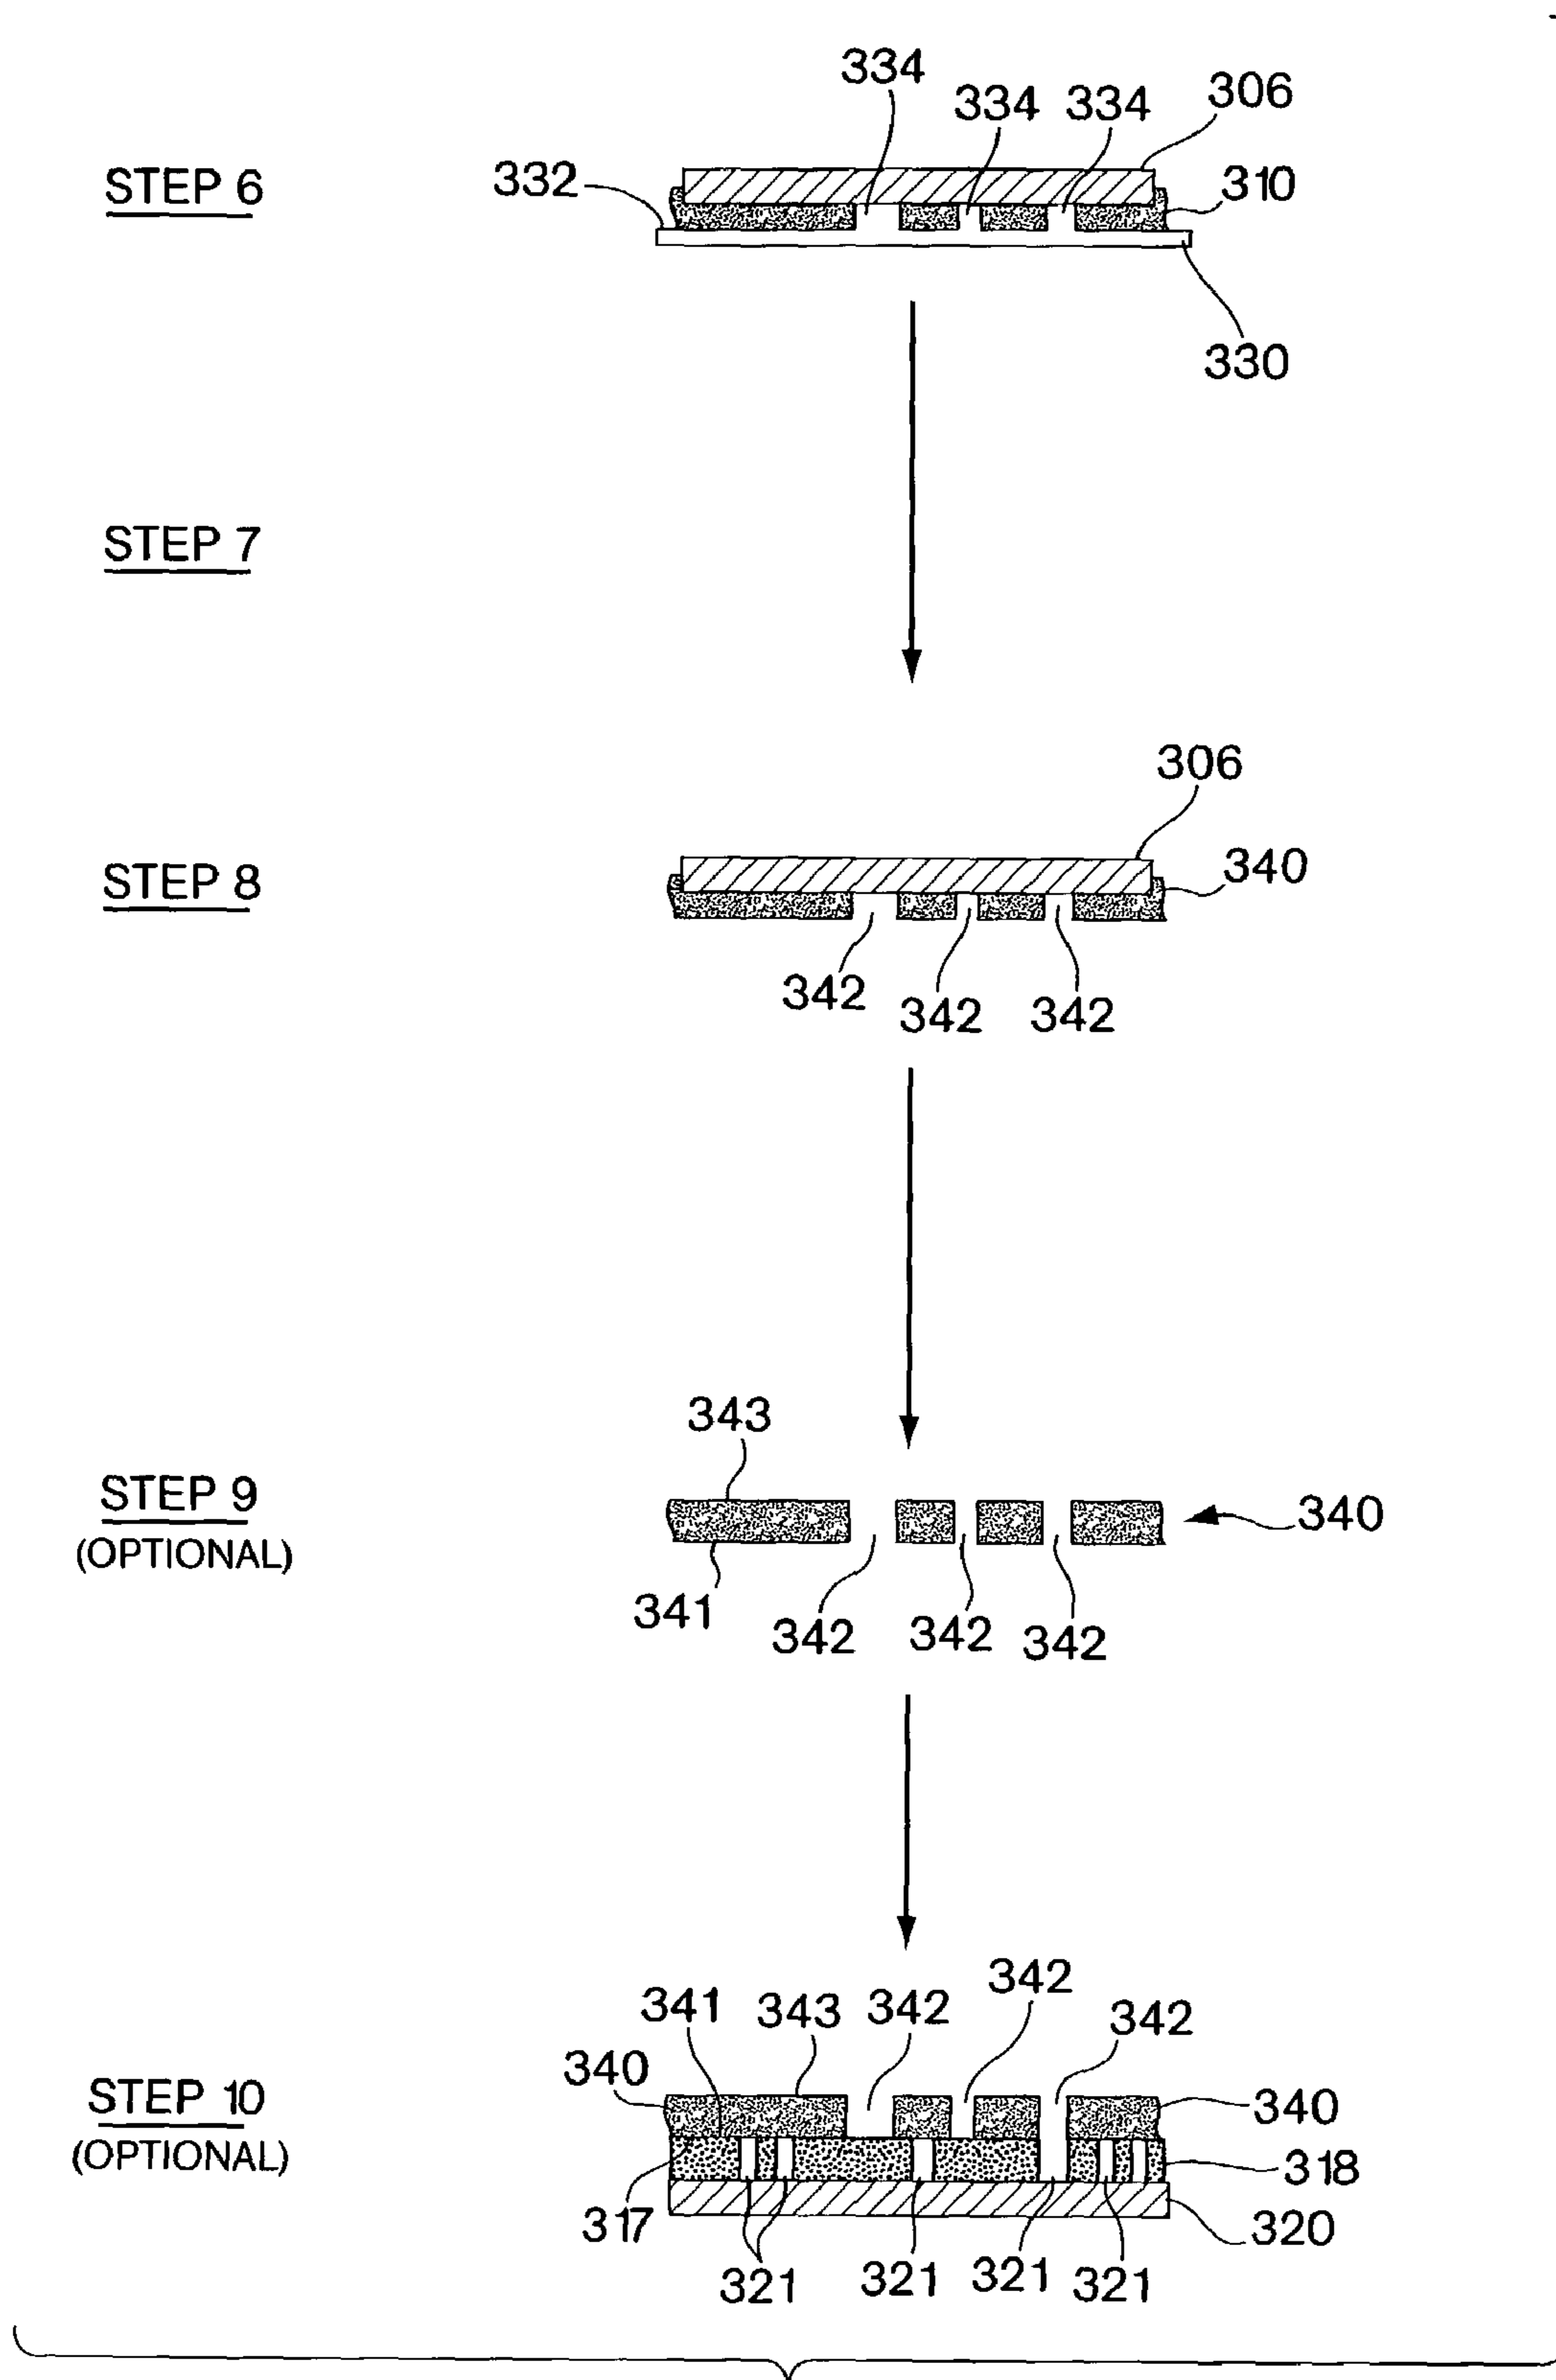 334
334 334 306
STEP 6
332
310
330
STEP 7
306
STEP 8
340
342
342 342
343
STEP 9
(OPTIONAL)
340
341
342 342 342
342
341 343 342 342
340
STEP 10
(OPTIONAL)
340
318
317
320
321 321 321 321